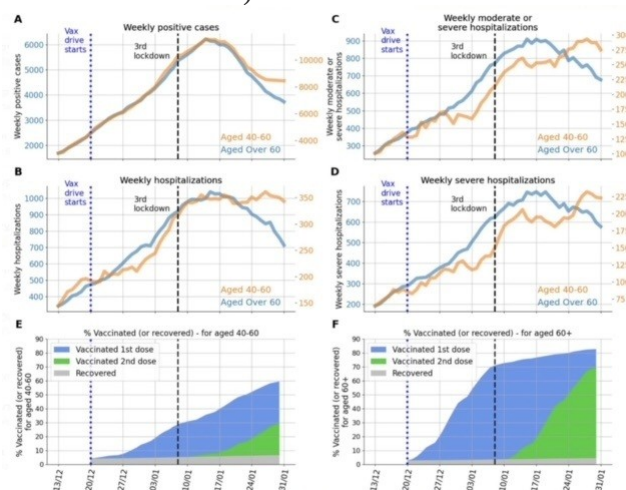 A
Weekly positive cases
Vax
drive
starts
3rd
lockdown
Weekly positive cases
6000
5000
4000
3000
2000
10000
8000
6000
4000
Aged 40-60
Aged Over 60
C
Weekly moderate or
severe hospitalizations
Vax
drive
starts
3rd
lockdown
Weekly moderate or
severe hospitalizations
900
800
700
600
500
400
300
Aged 40-60
Aged Over 60
B
Weekly hospitalizations
Vax
drive
starts
3rd
lockdown
Weekly hospitalizations
1000
900
800
700
600
500
400
350
300
250
200
150
Aged 40-60
Aged Over 60
D
Weekly severe hospitalizations
Vax
drive
starts
3rd
lockdown
Weekly severe hospitalizations
700
600
500
400
300
200
Aged 40-60
Aged Over 60
E
% Vaccinated (or recovered) - for aged 40-60
Vaccinated 1st dose
Vaccinated 2nd dose
Recovered
% Vaccinated (or recovered)
for aged 40-60
90
80
70
60
50
40
30
20
10
0
13/12
20/12
27/12
03/01
10/01
17/01
24/01
31/01
F
% Vaccinated (or recovered) - for aged 60+
Vaccinated 1st dose
Vaccinated 2nd dose
Recovered
% Vaccinated (or recovered)
for aged 60+
90
80
70
60
50
40
30
20
10
0
13/12
20/12
27/12
03/01
10/01
17/01
24/01
31/01